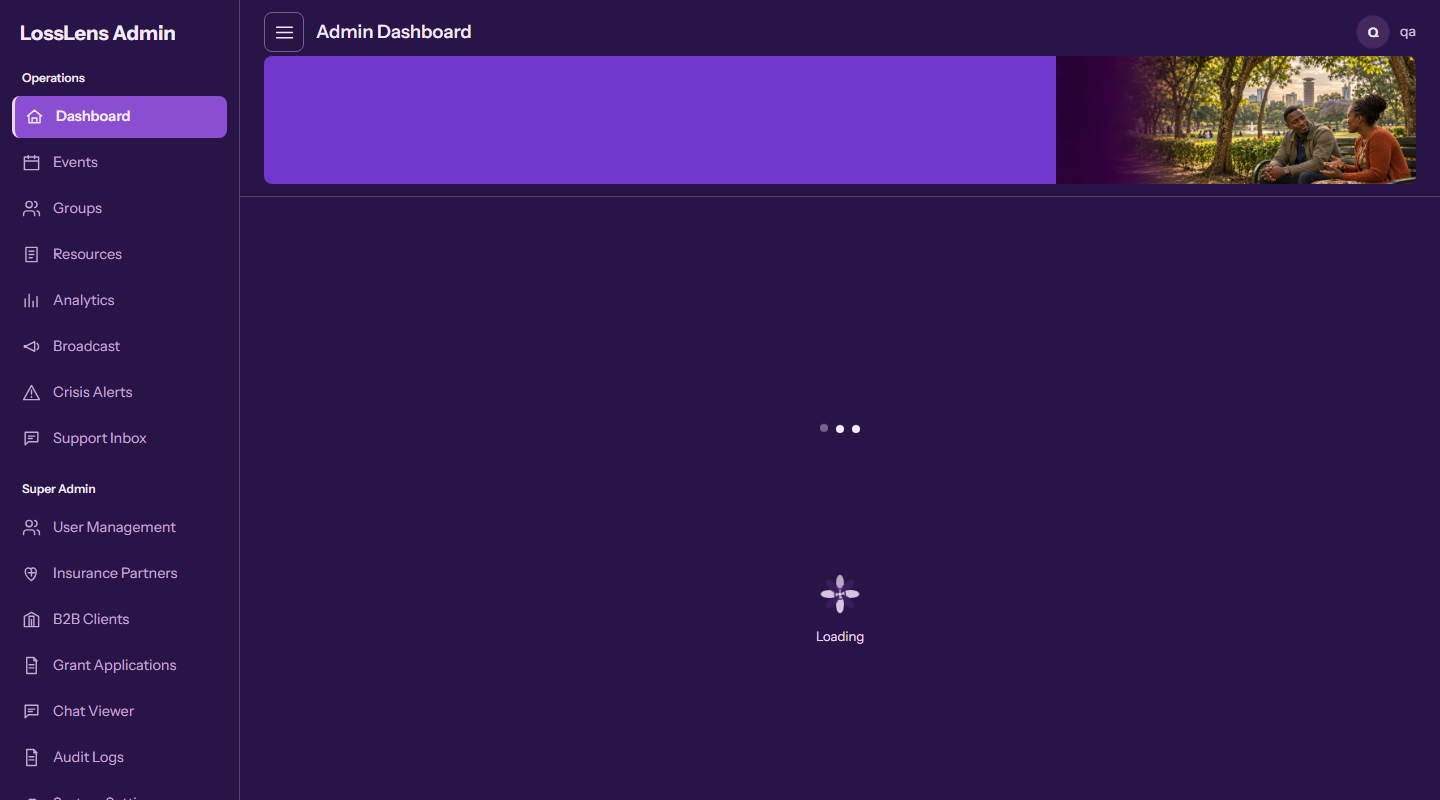 LossLens Admin
Operations
Dashboard
Events
Groups
Resources
Analytics
Broadcast
Crisis Alerts
Support Inbox
Super Admin
User Management
Insurance Partners
B2B Clients
Grant Applications
Chat Viewer
Audit Logs
Admin Dashboard
Q
qa
Loading